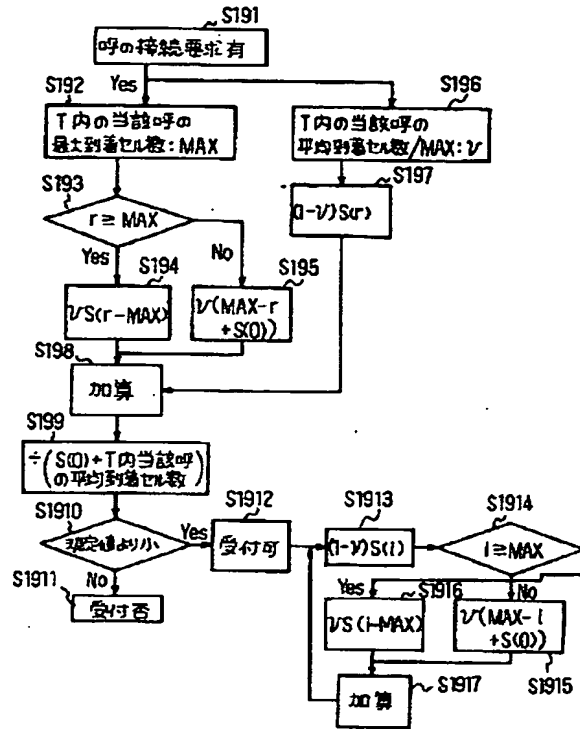 S191
呼の接続要求有
S192
Yes
S196
T内の当該呼の
最大到着セル数:MAX
T内の当該呼の
平均到着セル数/MAX:ν
S193
S197
r≧MAX
(1-ν)S(r)
Yes
No
S194
S195
νS(r-MAX)
ν(MAX-r
+S(0))
S198
加算
S199
÷(S(0)+T内当該呼
の平均到着セル数)
S1910
規定値より小
Yes
S1912
受付可
S1913
(1-ν)S(i)
S1914
i≧MAX
No
S1911
受付否
Yes
S1916
No
νS(i-MAX)
ν(MAX-i
+S(0))
S1915
加算
S1917